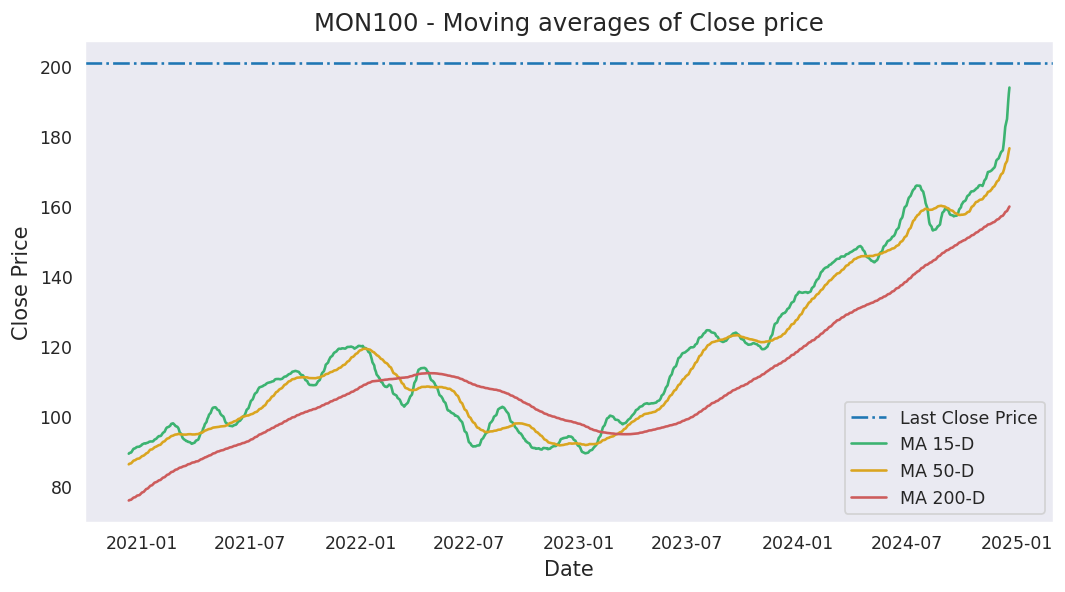 MON100 - Moving averages of Close price
Close Price
200
180
160
140
120
100
80
2021-01
2021-07
2022-01
2022-07
2023-01
2023-07
2024-01
2024-07
2025-01
Date
Last Close Price
MA 15-D
MA 50-D
MA 200-D